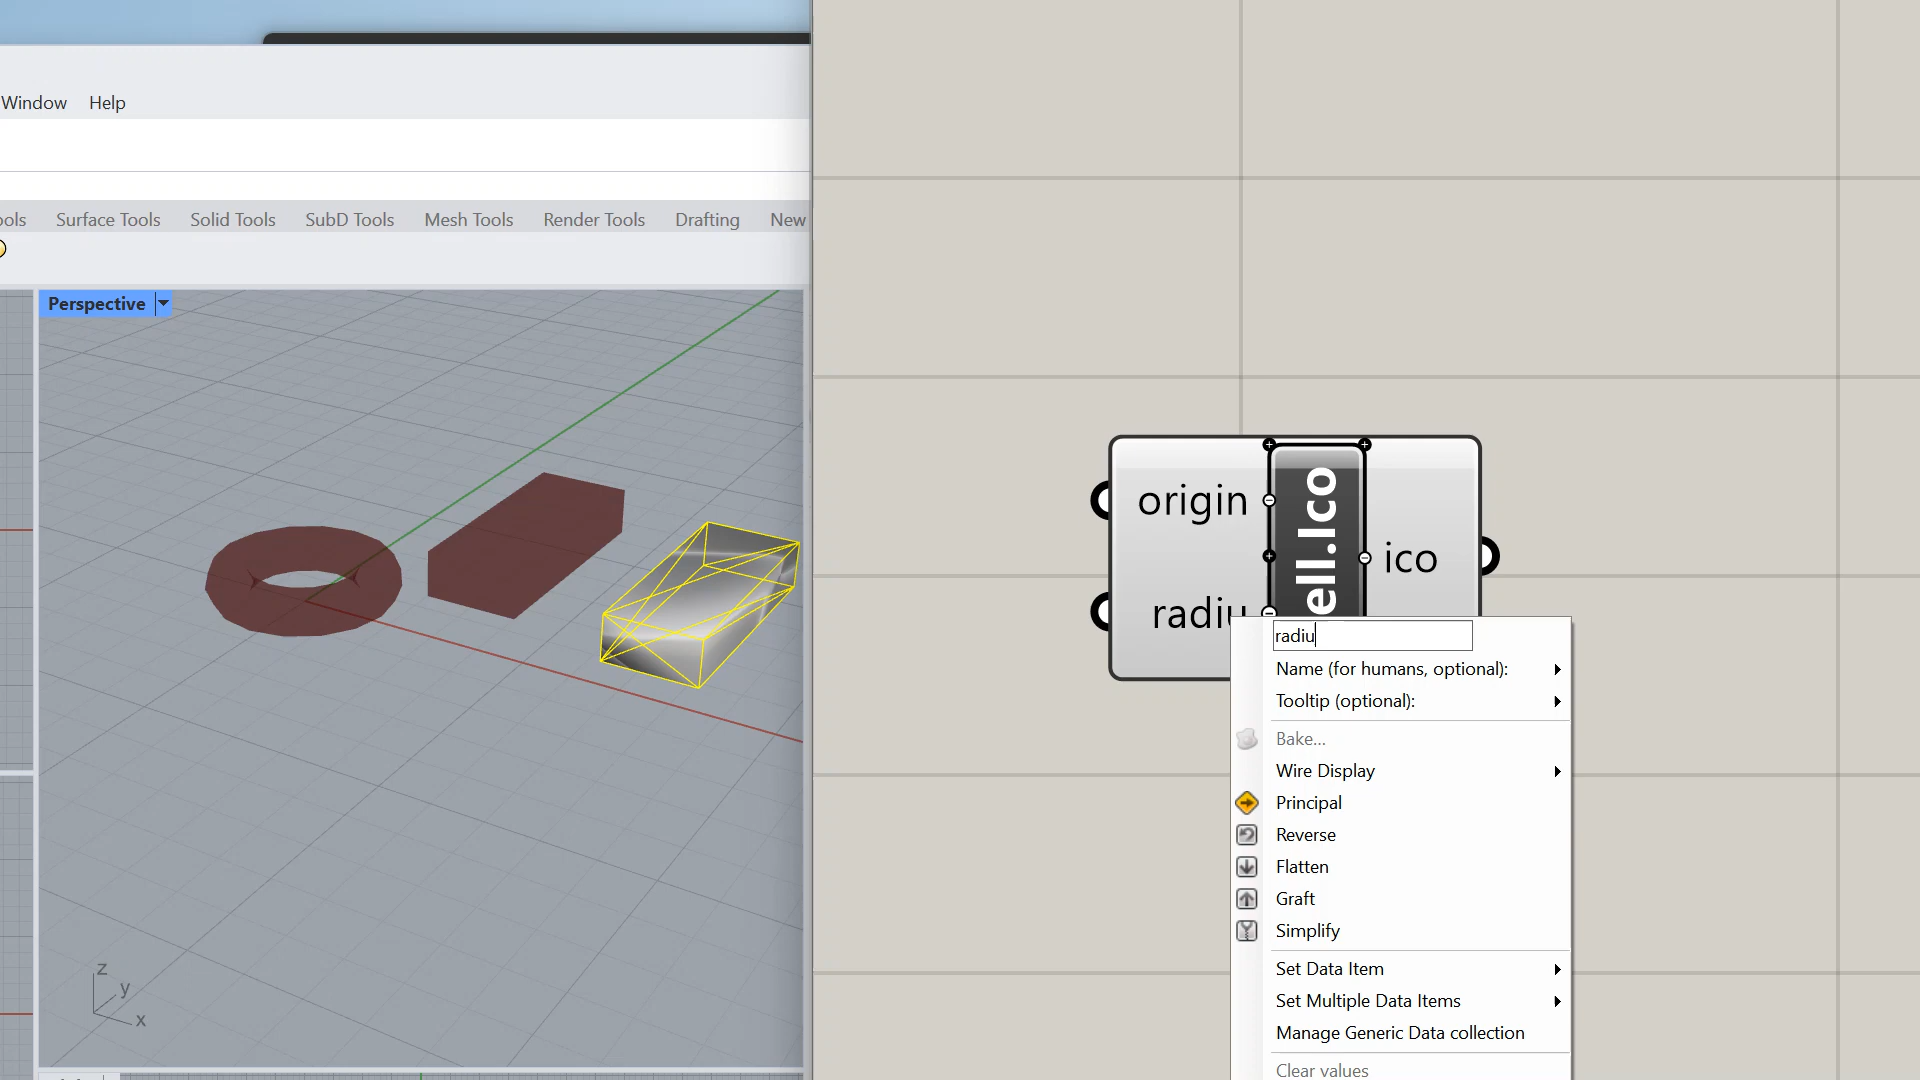 Window Help
ools Surface Tools Solid Tools SubD Tools Mesh Tools Render Tools Drafting New
Perspective
origin
radiu
ell.Ico
ico
radiu
Name (for humans, optional):
Tooltip (optional):
Bake...
Wire Display
Principal
Reverse
Flatten
Graft
Simplify
Set Data Item
Set Multiple Data Items
Manage Generic Data collection
Clear values
z
y
x